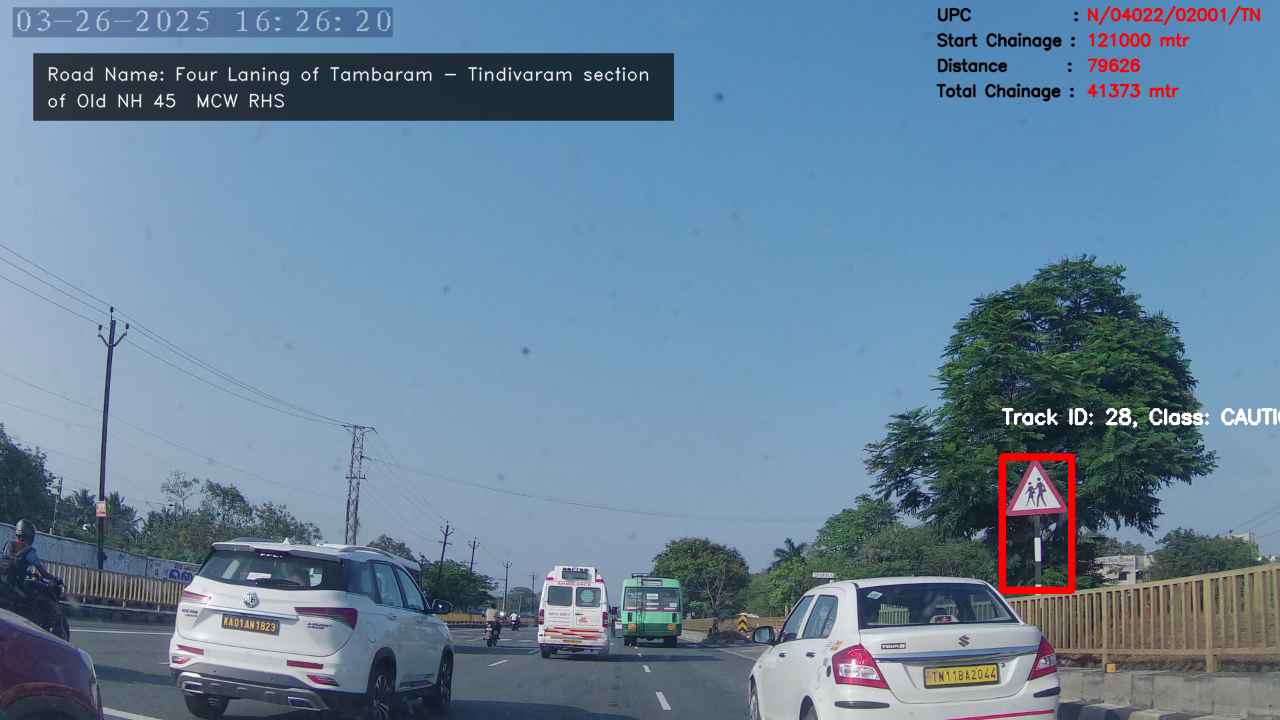 03-26-2025 16:26:20
Road Name: Four Laning of Tambaram - Tindivaram section
of Old NH 45 MCW RHS
UPC : N/04022/02001/TN
Start Chainage : 121000 mtr
Distance : 79626
Total Chainage : 41373 mtr
Track ID: 28, Class: CAUTIO
KA01AN1823
AMBULANCE
TN11BA2044